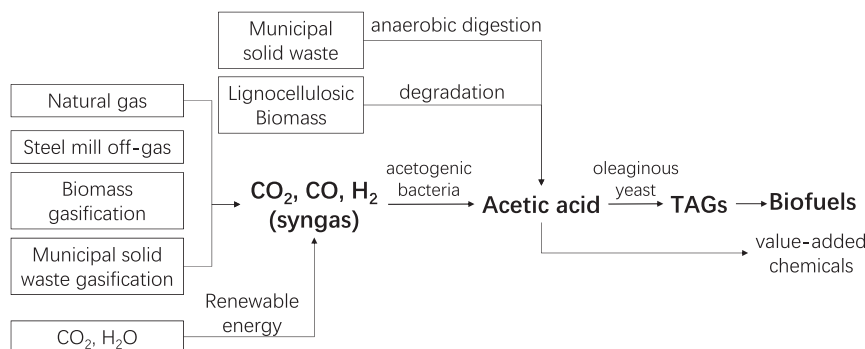 Municipal
solid waste
anaerobic digestion
Lignocellulosic
Biomass
degradation
Natural gas
Steel mill off-gas
Biomass
gasification
Municipal solid
waste gasification
CO₂, H₂O
Renewable
energy
CO₂, CO, H₂
(syngas)
acetogenic
bacteria
Acetic acid
oleaginous
yeast
TAGs
Biofuels
value-added
chemicals